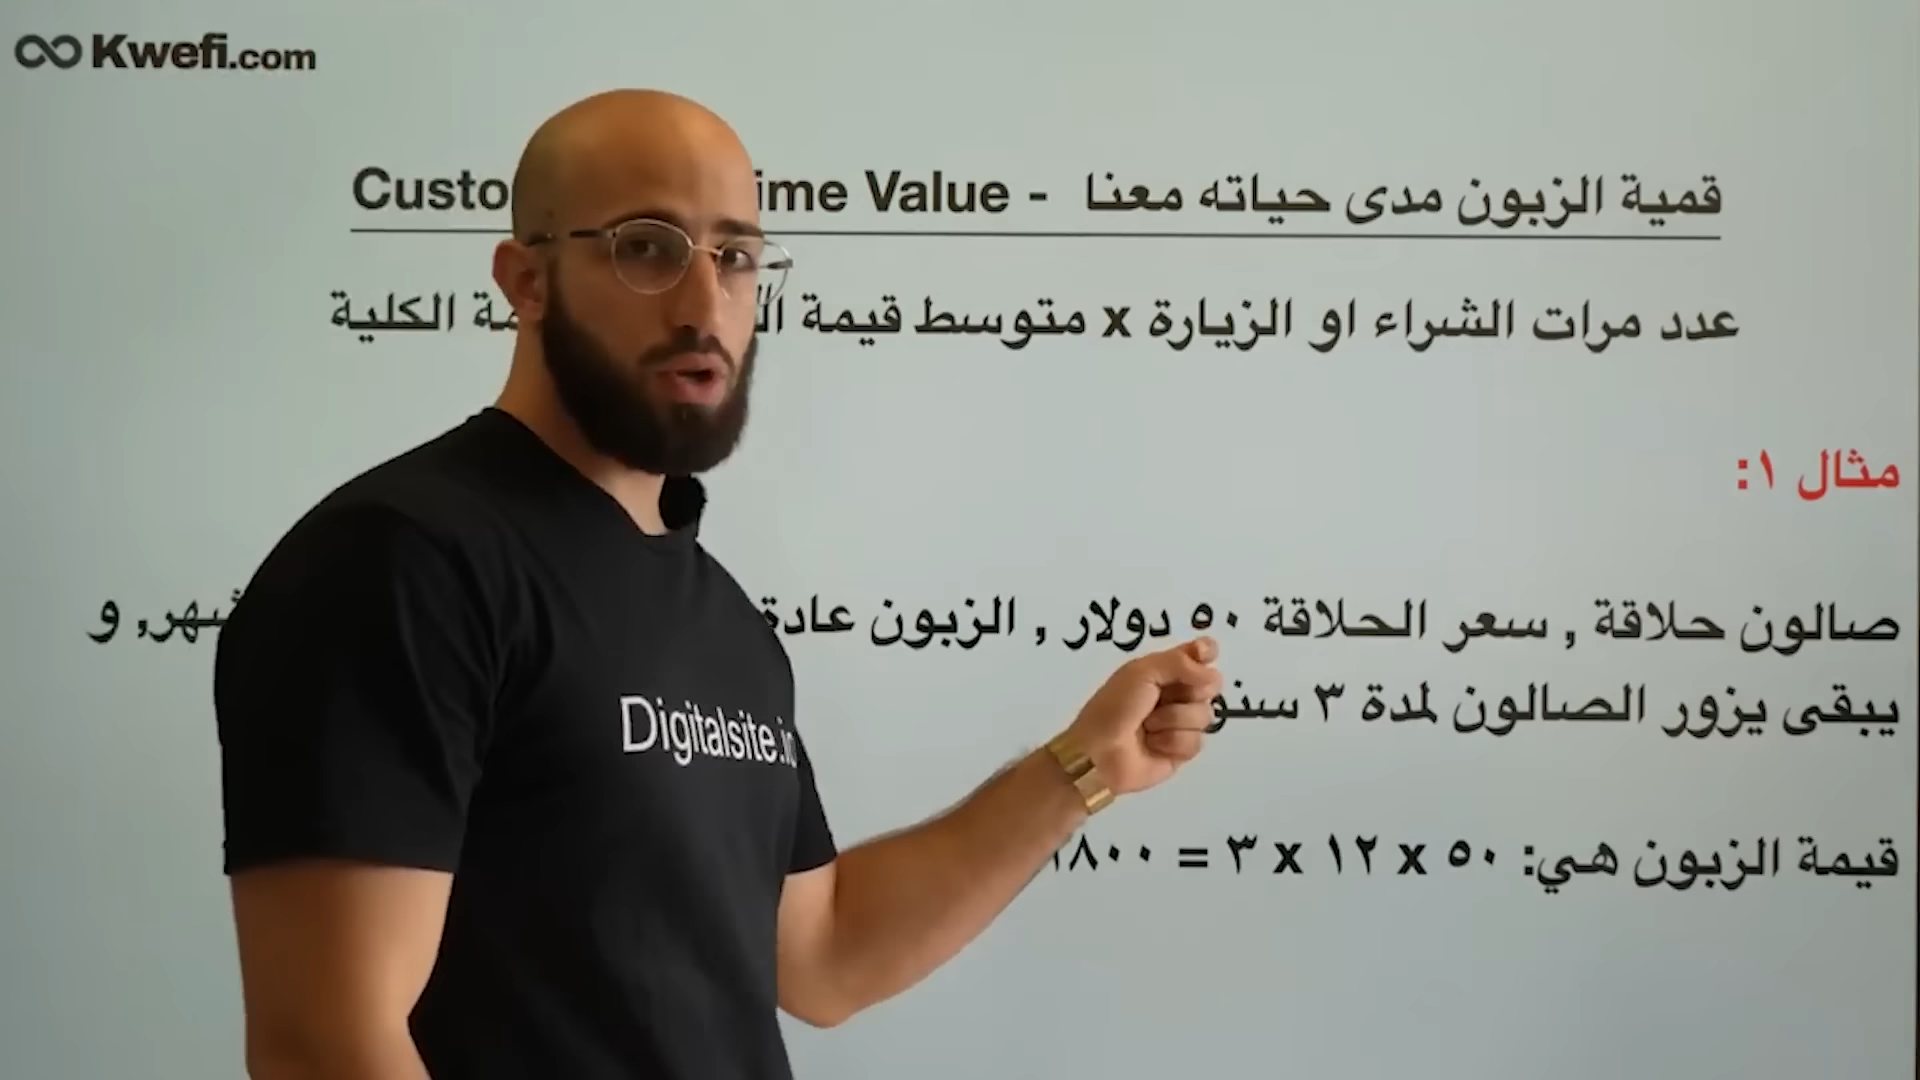 Kwefi.com
قمية الزبون مدى حياته معنا - ime Value
عدد مرات الشراء او الزيارة x متوسط قيمة الكلية
مثال ١:
صالون حلاقة , سعر الحلاقة ٥٠ دولار , الزبون عادة و
يبقى يزور الصالون لمدة ٣
قيمة الزبون هي: ٥٠ x ١٢ x ٣ = ١٨٠٠
Digitalsite.io